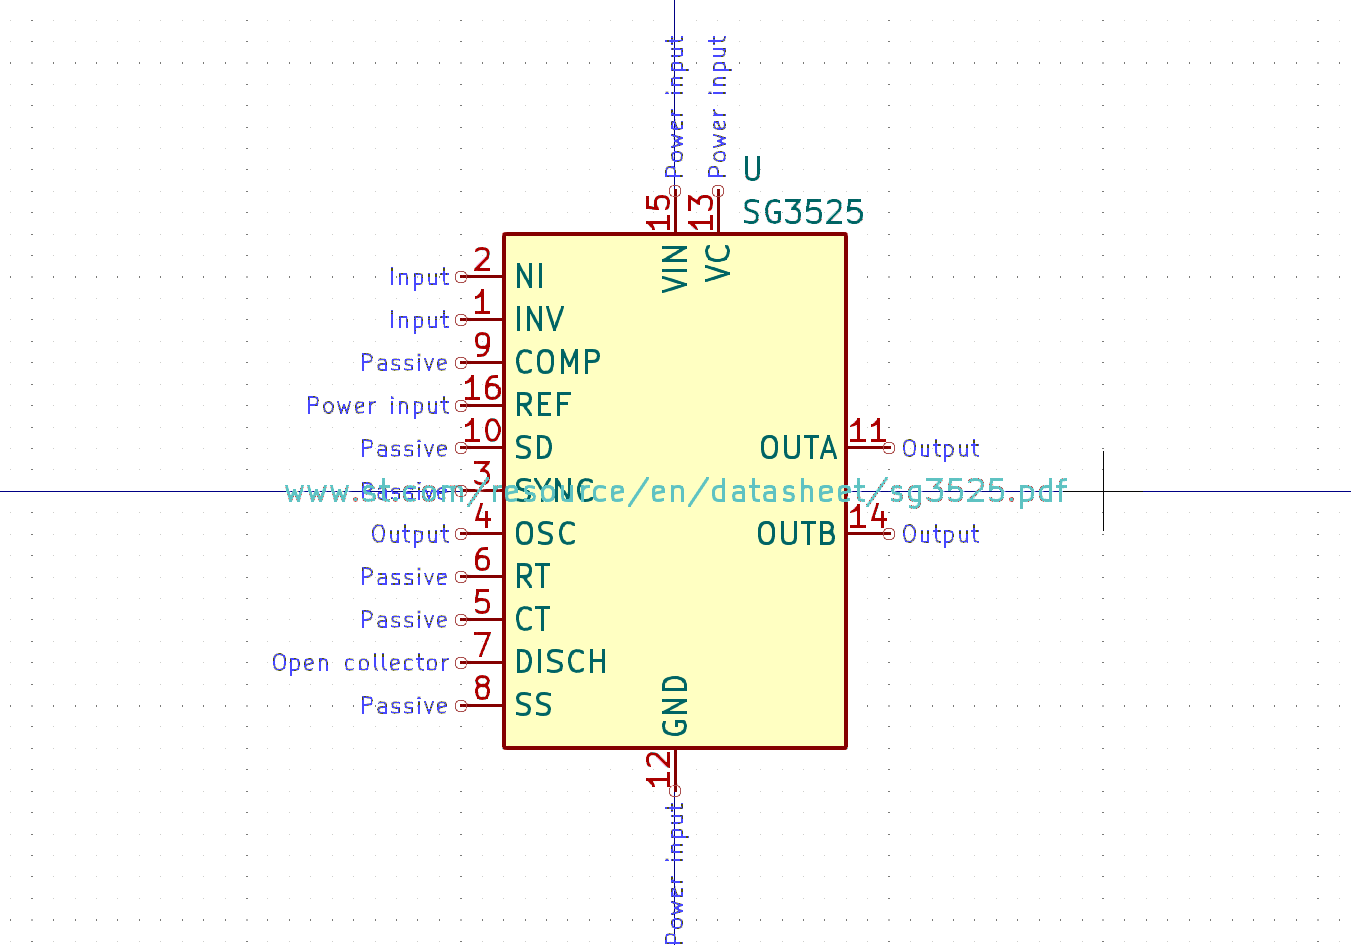 Power input
Power input
U
15
13
SG3525
VIN
VC
Input 2 NI
Input 1 INV
Passive 9 COMP
Power input 16 REF
Passive 10 SD
OUTA 11 Output
Passive 3 SYNC
www.st.com/resource/en/datasheet/sg3525.pdf
Output 4 OSC
OUTB 14 Output
Passive 6 RT
Passive 5 CT
Open collector 7 DISCH
Passive 8 SS
GND
12
Power input